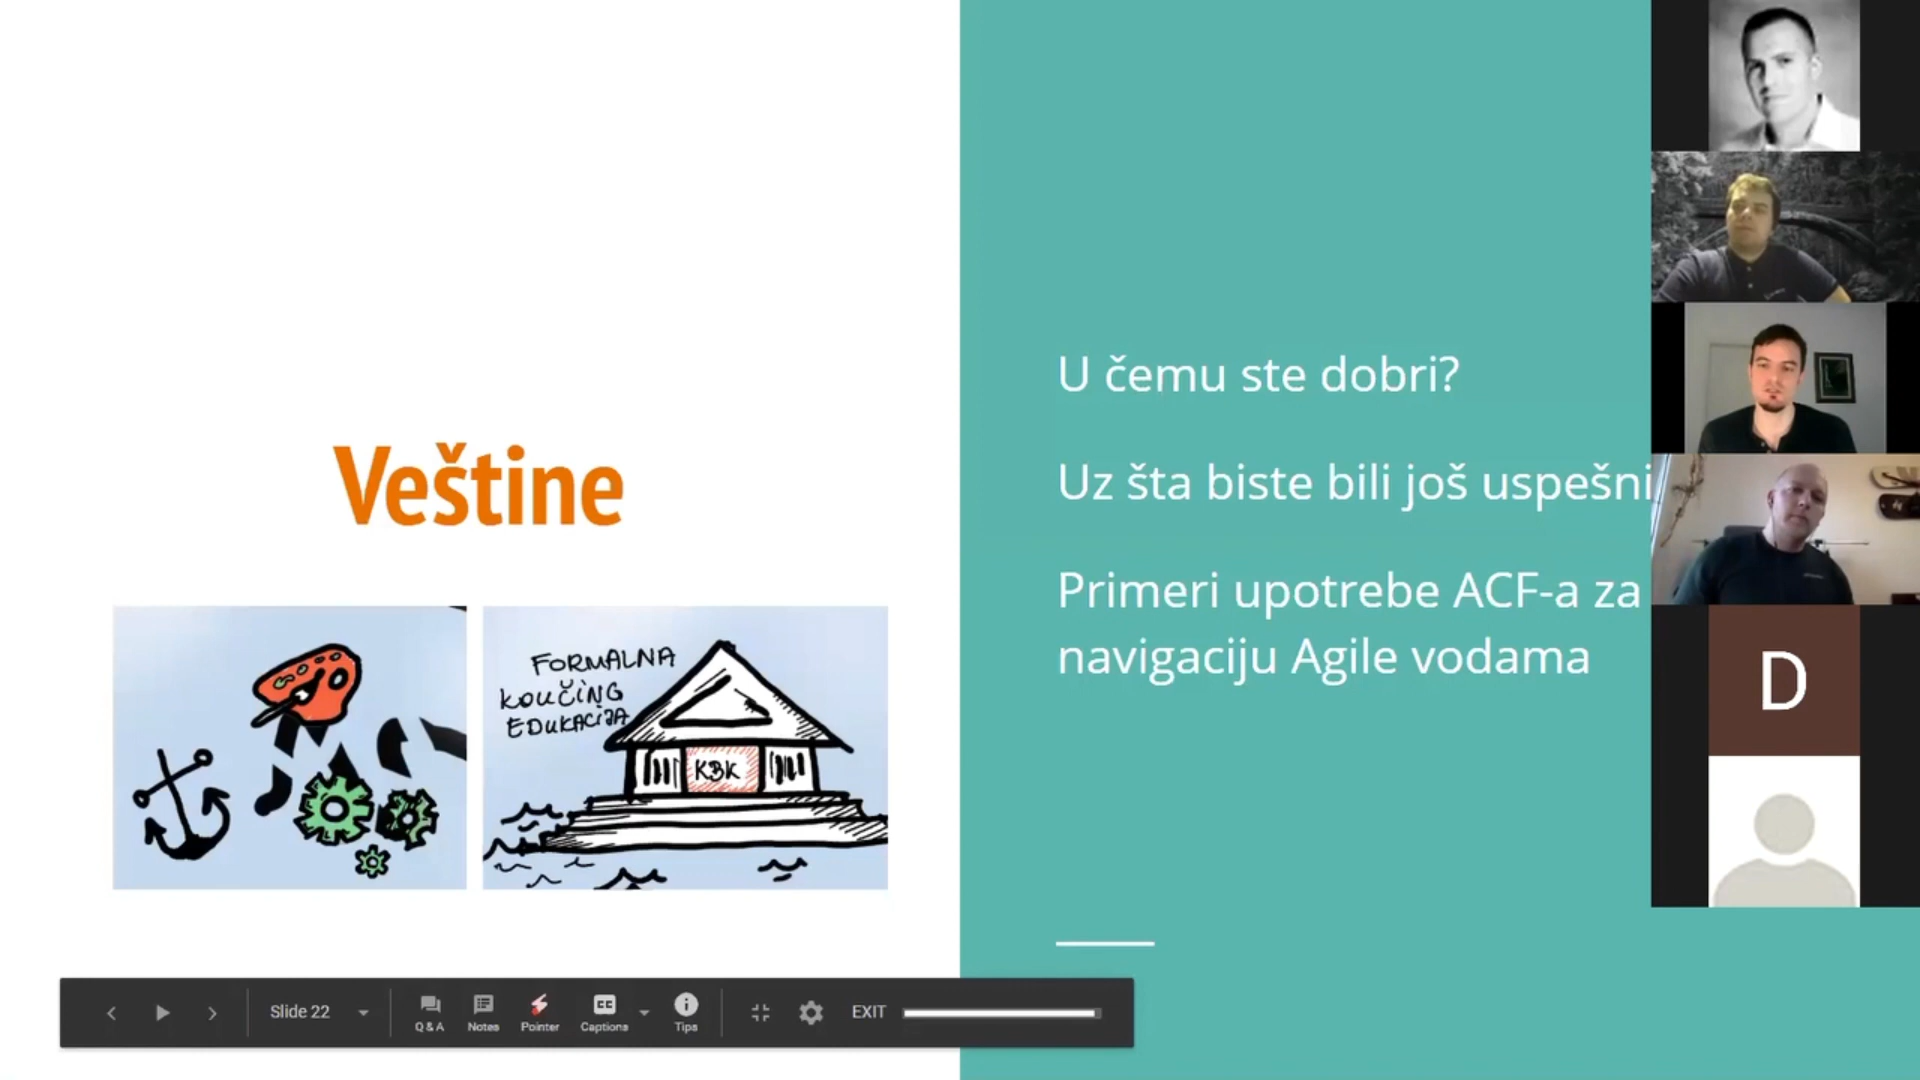 Veštine
FORMALNA
KOUČING
EDUKACIJA
KBK
U čemu ste dobri?
Uz šta biste bili još uspešni
Primeri upotrebe ACF-a za
navigaciju Agile vodama
D
Slide 22
Q & A
Notes
Pointer
CC
Captions
Tips
EXIT